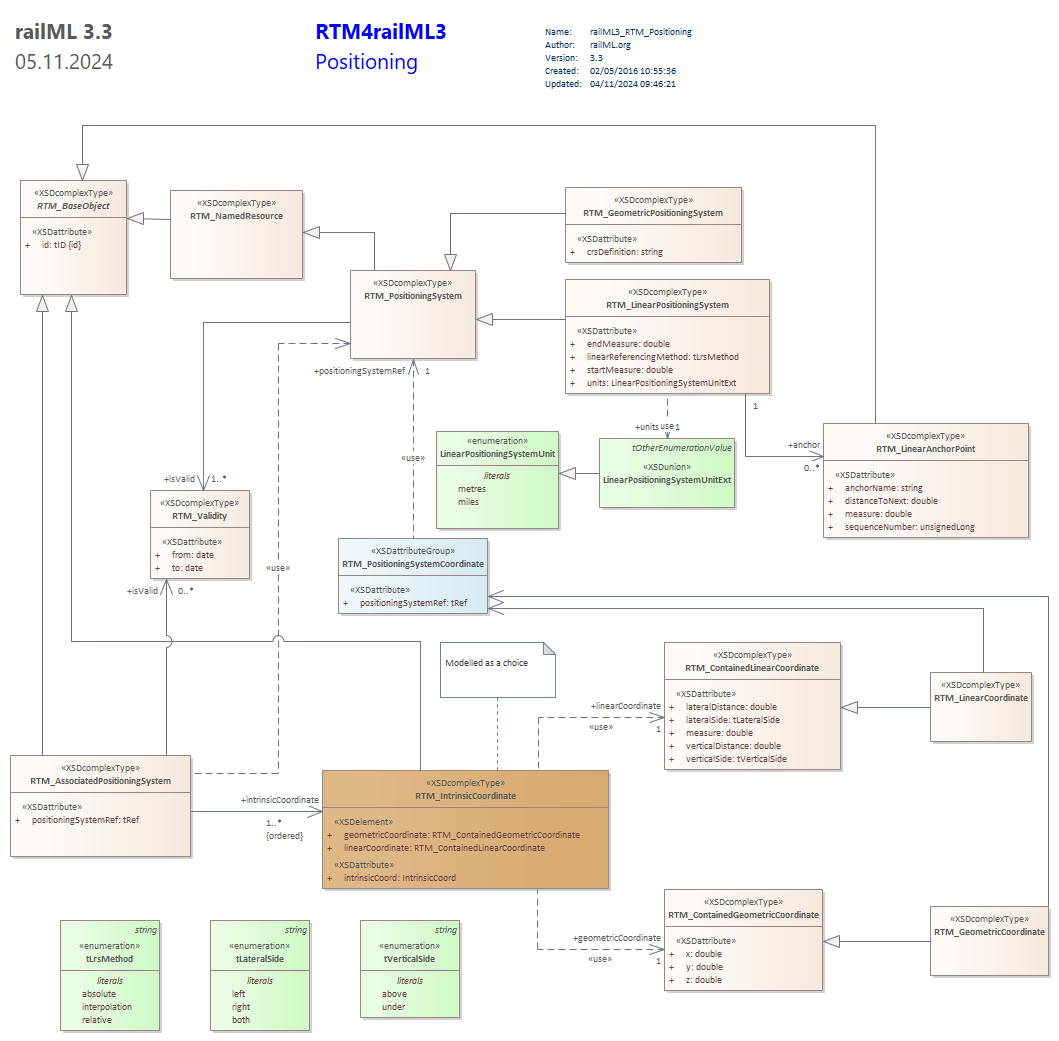 railML 3.3
05.11.2024
RTM4railML3
Positioning
Name: railML3_RTM_Positioning
Author: railML.org
Version: 3.3
Created: 02/05/2016 10:55:36
Updated: 04/11/2024 09:46:21
«XSDcomplexType»
RTM_BaseObject
«XSDattribute»
+ id: tID {id}
«XSDcomplexType»
RTM_NamedResource
«XSDcomplexType»
RTM_GeometricPositioningSystem
«XSDattribute»
+ crsDefinition: string
«XSDcomplexType»
RTM_PositioningSystem
«XSDcomplexType»
RTM_LinearPositioningSystem
«XSDattribute»
+ endMeasure: double
+ linearReferencingMethod: tLrsMethod
+ startMeasure: double
+ units: LinearPositioningSystemUnitExt
+positioningSystemRef 1
1
+units
«use»
1
+anchor
0..*
«XSDcomplexType»
RTM_LinearAnchorPoint
«XSDattribute»
+ anchorName: string
+ distanceToNext: double
+ measure: double
+ sequenceNumber: unsignedLong
«enumeration»
LinearPositioningSystemUnit
literals
metres
miles
tOtherEnumerationValue
«XSDunion»
LinearPositioningSystemUnitExt
«use»
+isValid 1..*
«XSDcomplexType»
RTM_Validity
«XSDattribute»
+ from: date
+ to: date
+isValid 0..*
«use»
«XSDattributeGroup»
RTM_PositioningSystemCoordinate
«XSDattribute»
+ positioningSystemRef: tRef
Modelled as a choice
«XSDcomplexType»
RTM_ContainedLinearCoordinate
«XSDattribute»
+ lateralDistance: double
+ lateralSide: tLateralSide
+ measure: double
+ verticalDistance: double
+ verticalSide: tVerticalSide
«XSDcomplexType»
RTM_LinearCoordinate
+linearCoordinate
«use»
1
«XSDcomplexType»
RTM_AssociatedPositioningSystem
«XSDattribute»
+ positioningSystemRef: tRef
+intrinsicCoordinate
1..*
{ordered}
«XSDcomplexType»
RTM_IntrinsicCoordinate
«XSDelement»
+ geometricCoordinate: RTM_ContainedGeometricCoordinate
+ linearCoordinate: RTM_ContainedLinearCoordinate
«XSDattribute»
+ intrinsicCoord: IntrinsicCoord
+geometricCoordinate
«use»
1
«XSDcomplexType»
RTM_ContainedGeometricCoordinate
«XSDattribute»
+ x: double
+ y: double
+ z: double
«XSDcomplexType»
RTM_GeometricCoordinate
string
«enumeration»
tLrsMethod
literals
absolute
interpolation
relative
string
«enumeration»
tLateralSide
literals
left
right
both
string
«enumeration»
tVerticalSide
literals
above
under